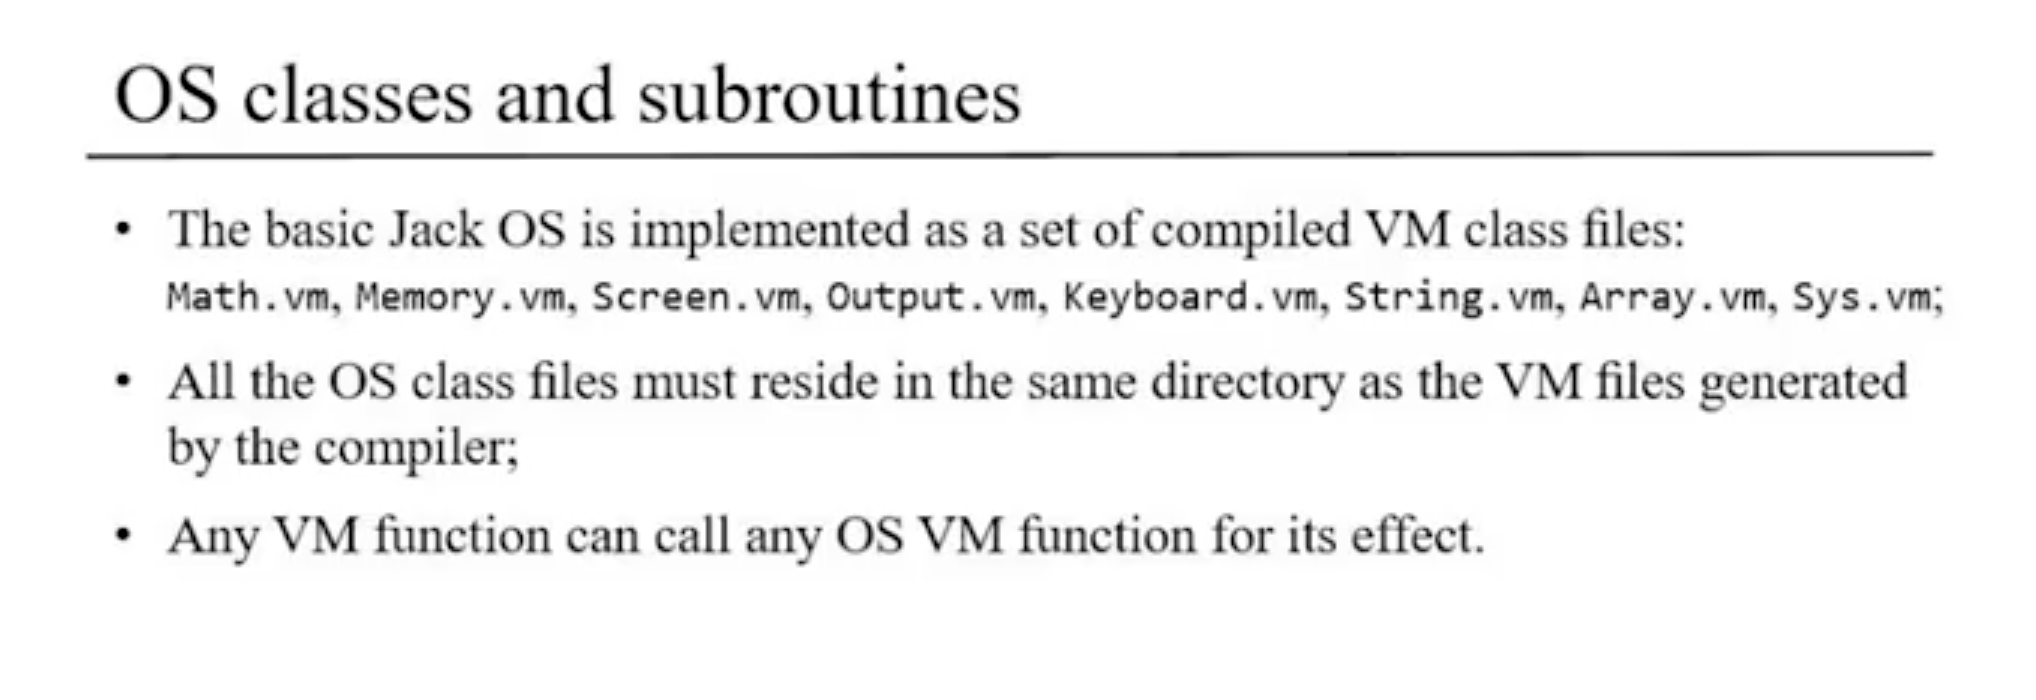 OS classes and subroutines
• The basic Jack OS is implemented as a set of compiled VM class files:
Math.vm, Memory.vm, Screen.vm, Output.vm, Keyboard.vm, String.vm, Array.vm, Sys.vm;
• All the OS class files must reside in the same directory as the VM files generated
by the compiler;
• Any VM function can call any OS VM function for its effect.